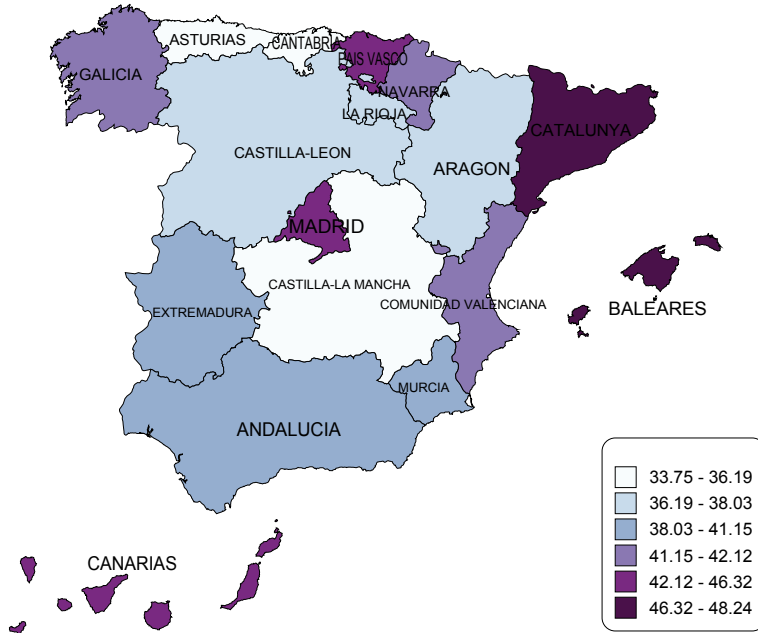 ASTURIAS
CANTABRIA
PAIS VASCO
GALICIA
NAVARRA
LA RIOJA
CATALUNYA
CASTILLA-LEON
ARAGON
MADRID
CASTILLA-LA MANCHA
COMUNIDAD VALENCIANA
BALEARES
EXTREMADURA
MURCIA
ANDALUCIA
CANARIAS
33.75 - 36.19
36.19 - 38.03
38.03 - 41.15
41.15 - 42.12
42.12 - 46.32
46.32 - 48.24